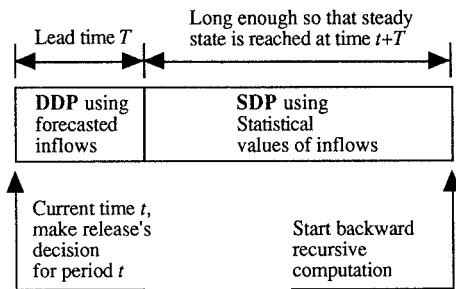 Lead time T
Long enough so that steady
state is reached at time t+T
DDP using
forecasted
inflows
SDP using
Statistical
values of inflows
Current time t,
make release's
decision
for period t
Start backward
recursive
computation